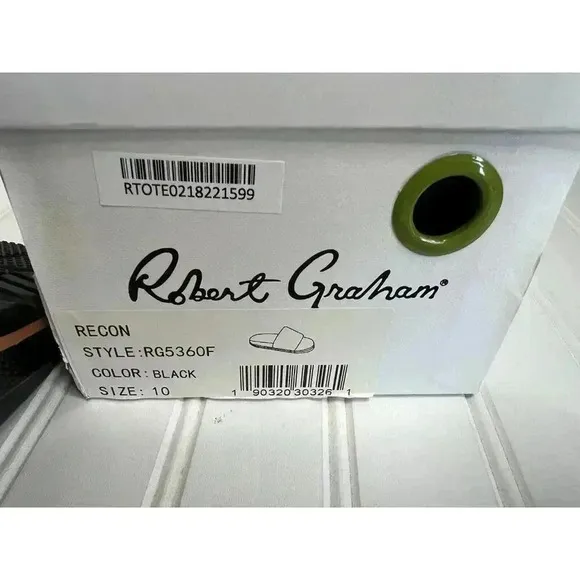 RTOTE0218221599
Robert Graham®
RECON
STYLE:RG5360F
COLOR:BLACK
SIZE:10
1 90320 30326 1